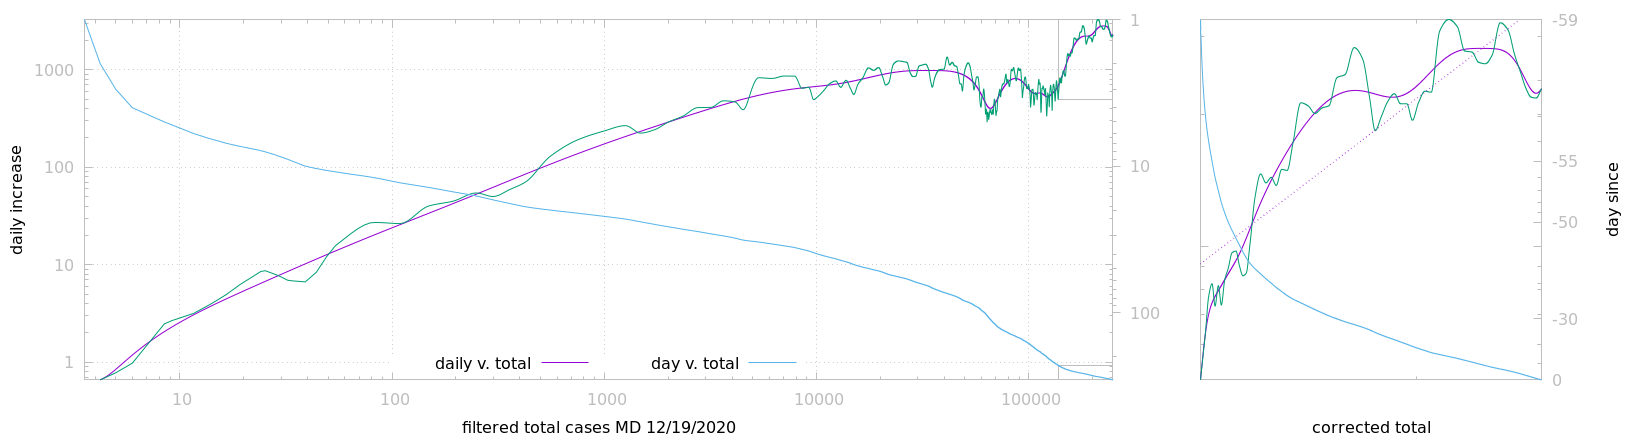 1000
100
10
1
daily increase
1
10
100
daily v. total
day v. total
10
100
1000
10000
100000
filtered total cases MD 12/19/2020
-59
-55
-50
-30
0
day since
corrected total